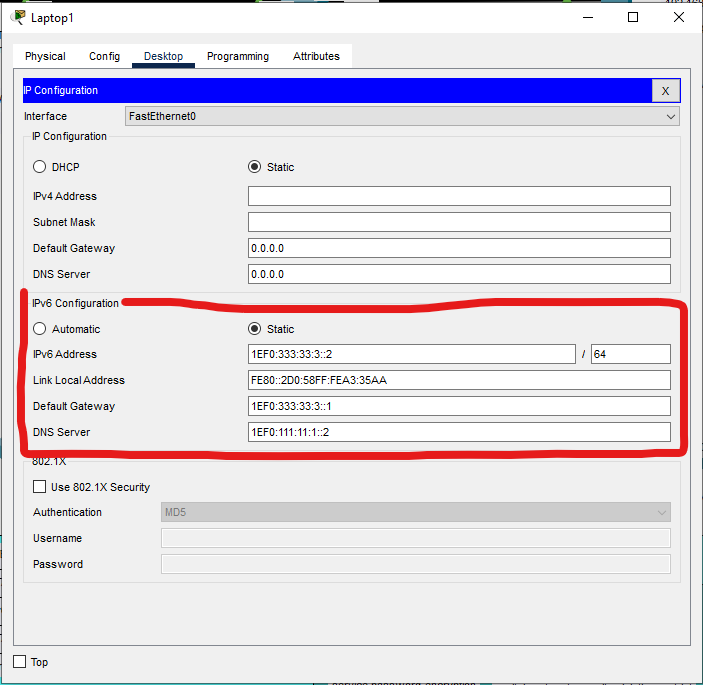 Laptop1
Physical Config Desktop Programming Attributes
IP Configuration X
Interface FastEthernet0
IP Configuration
DHCP Static
IPv4 Address
Subnet Mask
Default Gateway 0.0.0.0
DNS Server 0.0.0.0
IPv6 Configuration
Automatic Static
IPv6 Address 1EF0:333:33:3::2 / 64
Link Local Address FE80::2D0:58FF:FEA3:35AA
Default Gateway 1EF0:333:33:3::1
DNS Server 1EF0:111:11:1::2
802.1X
Use 802.1X Security
Authentication MD5
Username
Password
Top